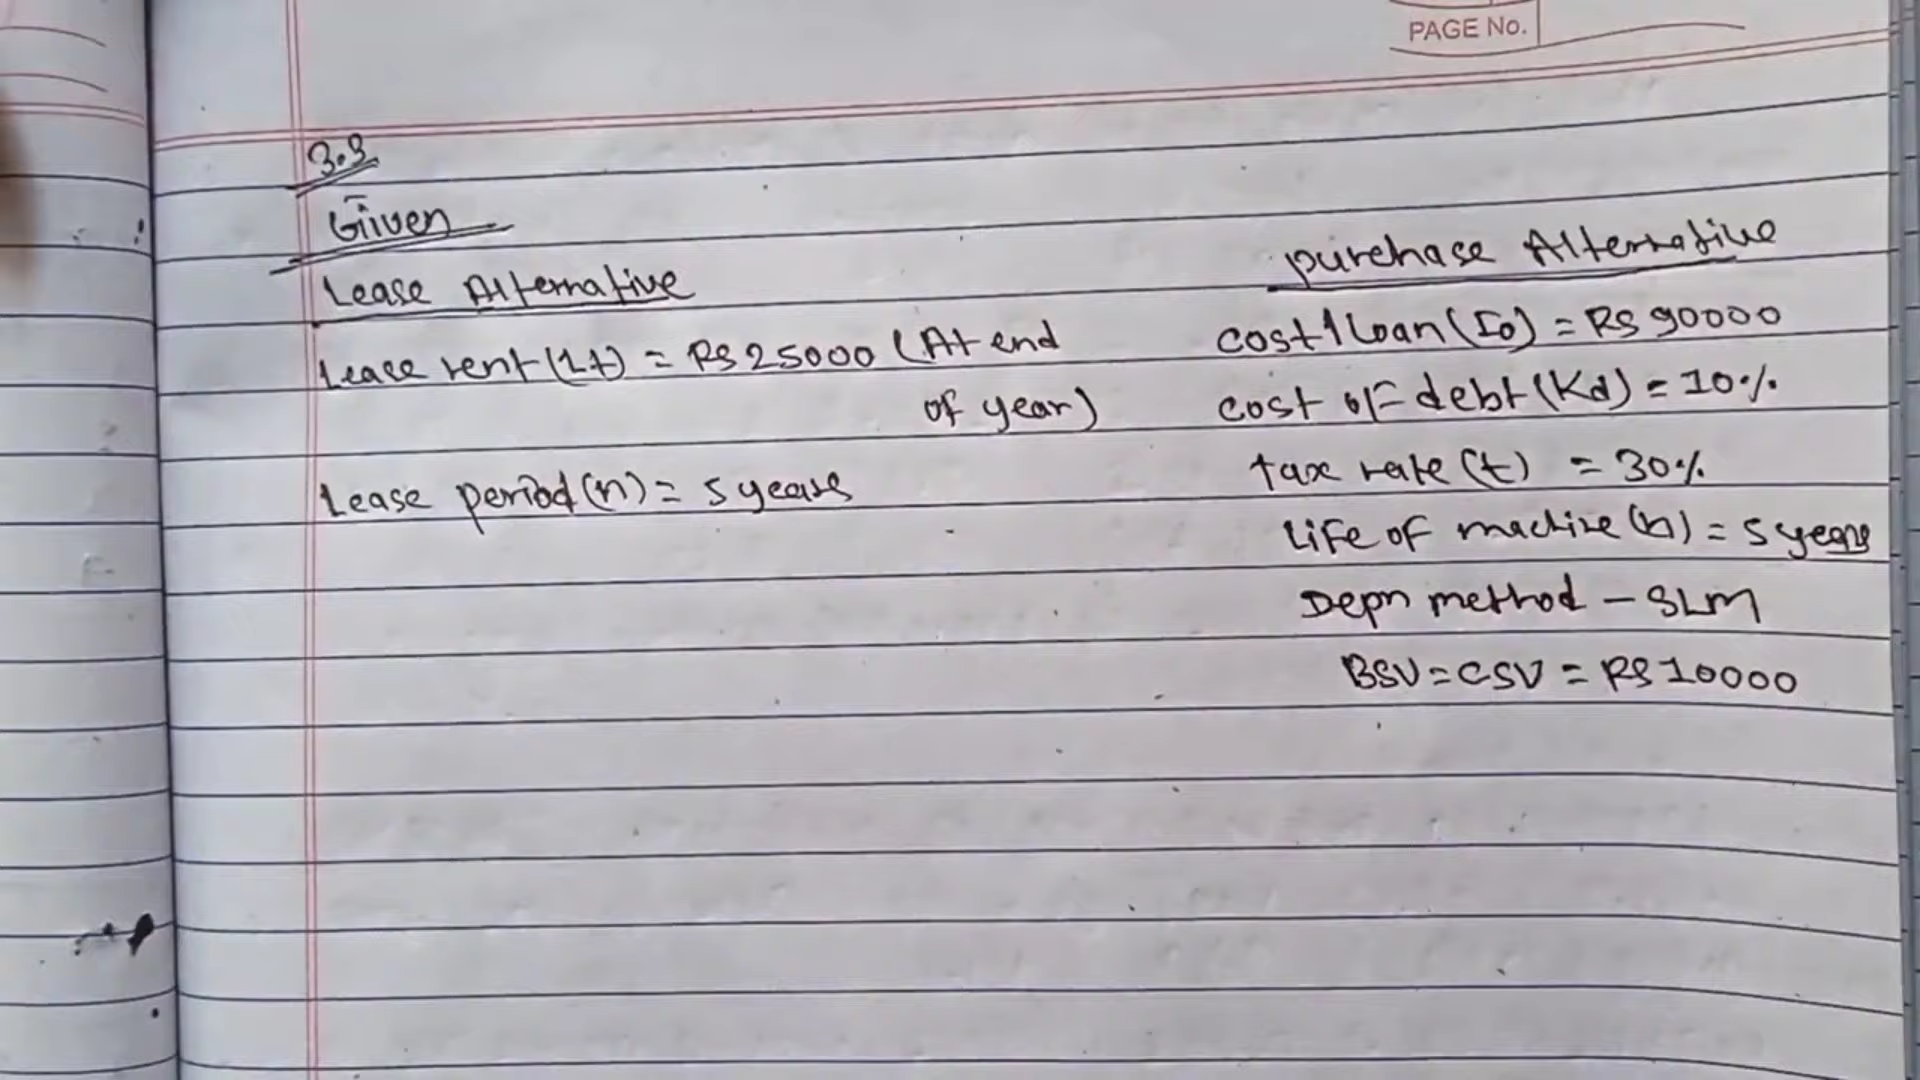 PAGE No.
3.3
Given
Lease Alternative
Lease rent (Lt) = Rs 25000 (At end
of year)
Lease period (n) = 5 years
purchase Alternative
cost/Loan (I0) = Rs 90000
cost of debt (Kd) = 10%
tax rate (t) = 30%
Life of machine (n) = 5 years
Depn method - SLM
BSV = CSV = Rs 10000